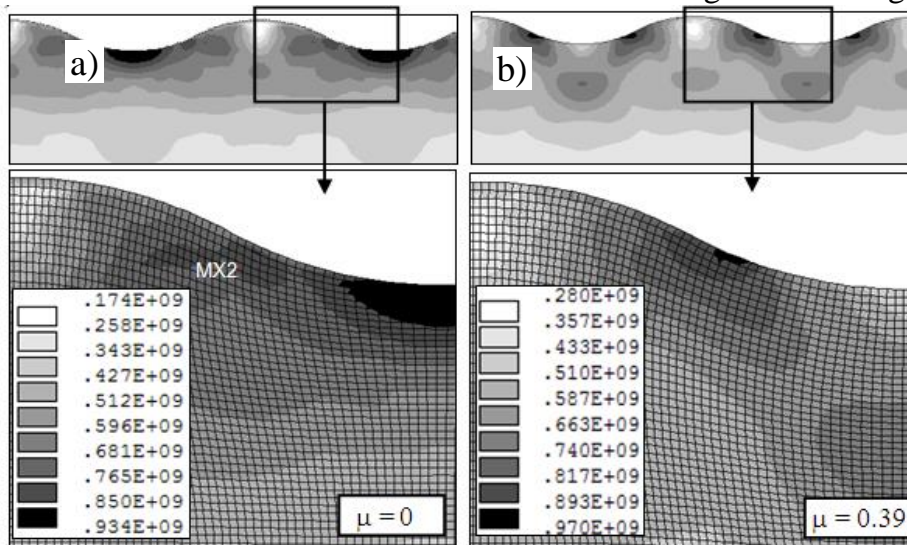 a)
b)
MX2
.174E+09
.258E+09
.343E+09
.427E+09
.512E+09
.596E+09
.681E+09
.765E+09
.850E+09
.934E+09
μ = 0
.280E+09
.357E+09
.433E+09
.510E+09
.587E+09
.663E+09
.740E+09
.817E+09
.893E+09
.970E+09
μ = 0.39